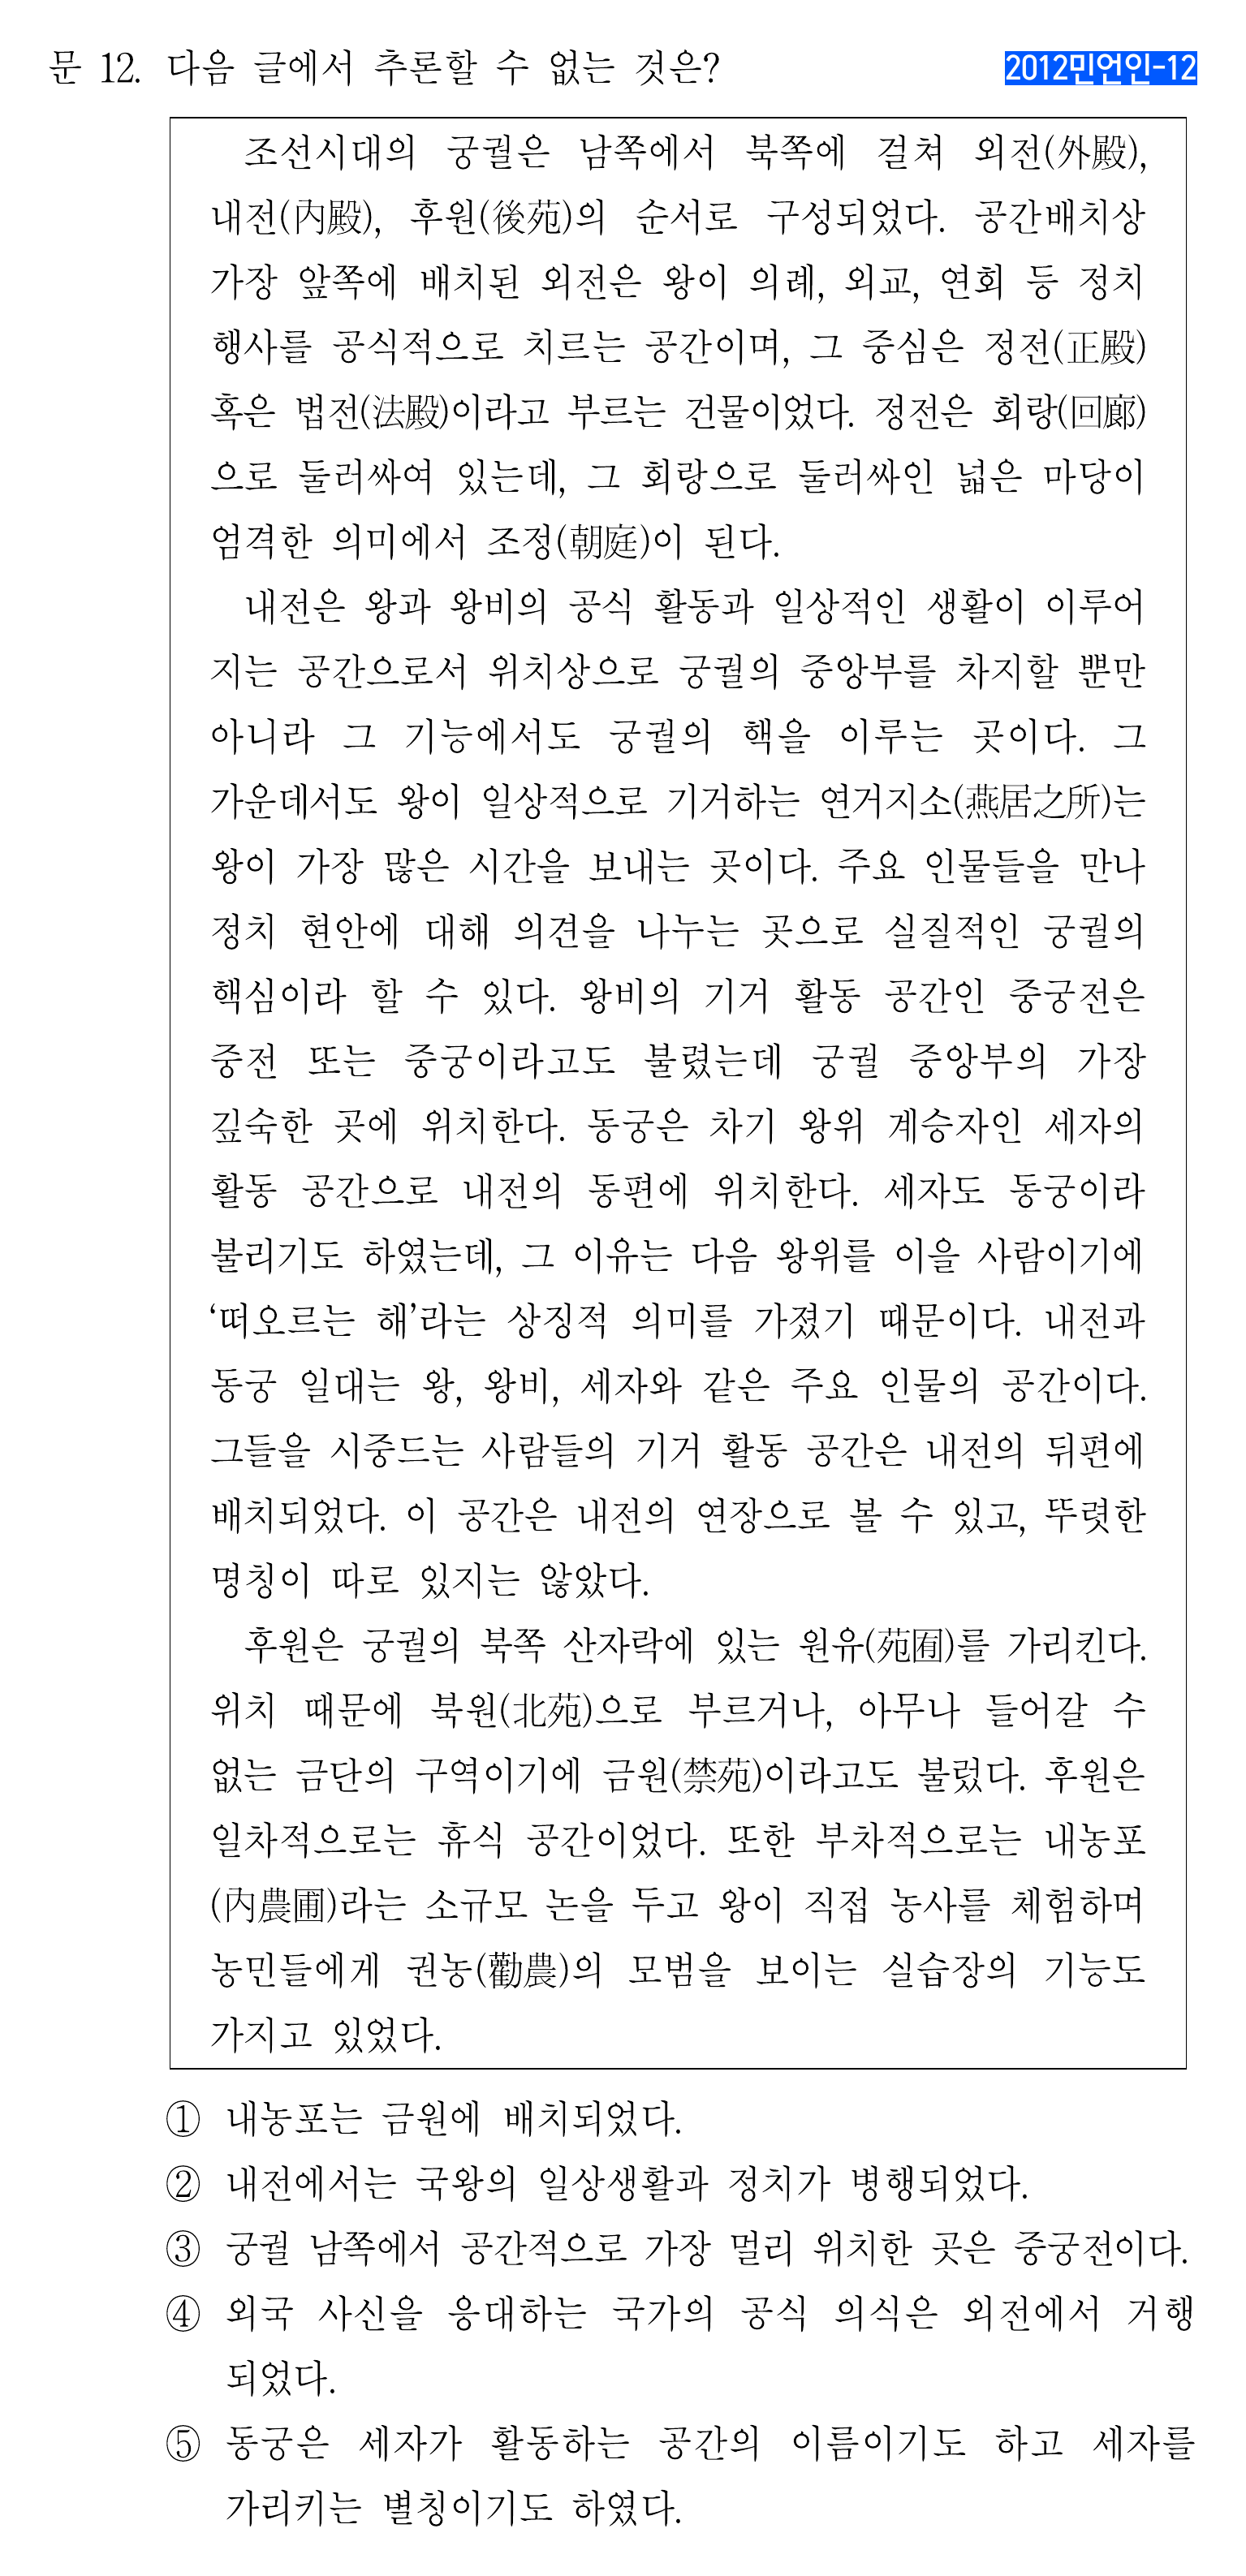 문 12. 다음 글에서 추론할 수 없는 것은?
2012민언인-12
조선시대의 궁궐은 남쪽에서 북쪽에 걸쳐 외전(外殿),
내전(內殿), 후원(後苑)의 순서로 구성되었다. 공간배치상
가장 앞쪽에 배치된 외전은 왕이 의례, 외교, 연회 등 정치
행사를 공식적으로 치르는 공간이며, 그 중심은 정전(正殿)
혹은 법전(法殿)이라고 부르는 건물이었다. 정전은 회랑(回廊)
으로 둘러싸여 있는데, 그 회랑으로 둘러싸인 넓은 마당이
엄격한 의미에서 조정(朝庭)이 된다.
내전은 왕과 왕비의 공식 활동과 일상적인 생활이 이루어
지는 공간으로서 위치상으로 궁궐의 중앙부를 차지할 뿐만
아니라 그 기능에서도 궁궐의 핵을 이루는 곳이다. 그
가운데서도 왕이 일상적으로 기거하는 연거지소(燕居之所)는
왕이 가장 많은 시간을 보내는 곳이다. 주요 인물들을 만나
정치 현안에 대해 의견을 나누는 곳으로 실질적인 궁궐의
핵심이라 할 수 있다. 왕비의 기거 활동 공간인 중궁전은
중전 또는 중궁이라고도 불렸는데 궁궐 중앙부의 가장
깊숙한 곳에 위치한다. 동궁은 차기 왕위 계승자인 세자의
활동 공간으로 내전의 동편에 위치한다. 세자도 동궁이라
불리기도 하였는데, 그 이유는 다음 왕위를 이을 사람이기에
‘떠오르는 해’라는 상징적 의미를 가졌기 때문이다. 내전과
동궁 일대는 왕, 왕비, 세자와 같은 주요 인물의 공간이다.
그들을 시중드는 사람들의 기거 활동 공간은 내전의 뒤편에
배치되었다. 이 공간은 내전의 연장으로 볼 수 있고, 뚜렷한
명칭이 따로 있지는 않았다.
후원은 궁궐의 북쪽 산자락에 있는 원유(苑囿)를 가리킨다.
위치 때문에 북원(北苑)으로 부르거나, 아무나 들어갈 수
없는 금단의 구역이기에 금원(禁苑)이라고도 불렀다. 후원은
일차적으로는 휴식 공간이었다. 또한 부차적으로는 내농포
(內農圃)라는 소규모 논을 두고 왕이 직접 농사를 체험하며
농민들에게 권농(勸農)의 모범을 보이는 실습장의 기능도
가지고 있었다.
① 내농포는 금원에 배치되었다.
② 내전에서는 국왕의 일상생활과 정치가 병행되었다.
③ 궁궐 남쪽에서 공간적으로 가장 멀리 위치한 곳은 중궁전이다.
④ 외국 사신을 응대하는 국가의 공식 의식은 외전에서 거행
되었다.
⑤ 동궁은 세자가 활동하는 공간의 이름이기도 하고 세자를
가리키는 별칭이기도 하였다.